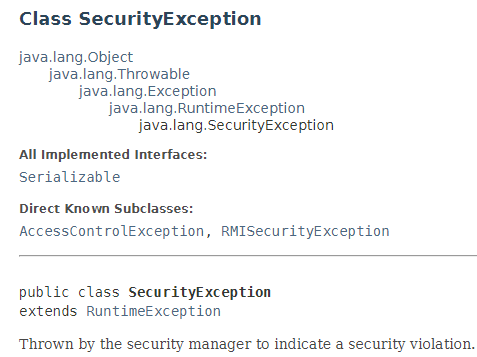 Class SecurityException
java.lang.Object
java.lang.Throwable
java.lang.Exception
java.lang.RuntimeException
java.lang.SecurityException
All Implemented Interfaces:
Serializable
Direct Known Subclasses:
AccessControlException, RMISecurityException
public class SecurityException
extends RuntimeException
Thrown by the security manager to indicate a security violation.